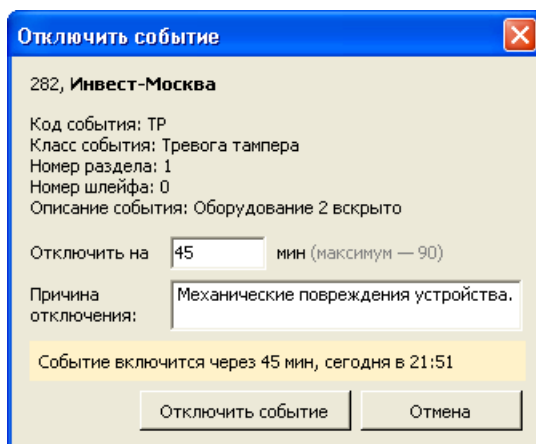 Отключить событие
282, Инвест-Москва
Код события: TP
Класс события: Тревога тампера
Номер раздела: 1
Номер шлейфа: 0
Описание события: Оборудование 2 вскрыто
Отключить на 45 мин (максимум — 90)
Причина отключения: Механические повреждения устройства.
Событие включится через 45 мин, сегодня в 21:51
Отключить событие Отмена